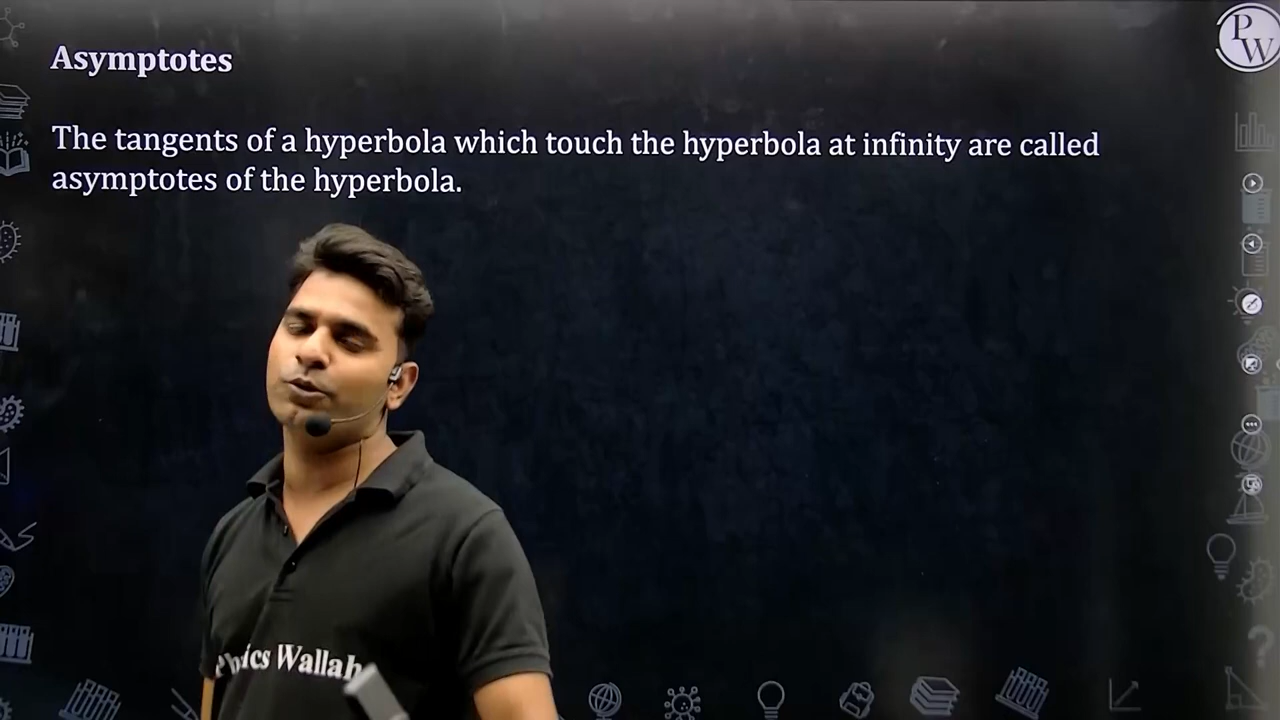 Asymptotes
The tangents of a hyperbola which touch the hyperbola at infinity are called
asymptotes of the hyperbola.
PW
Wallah
?